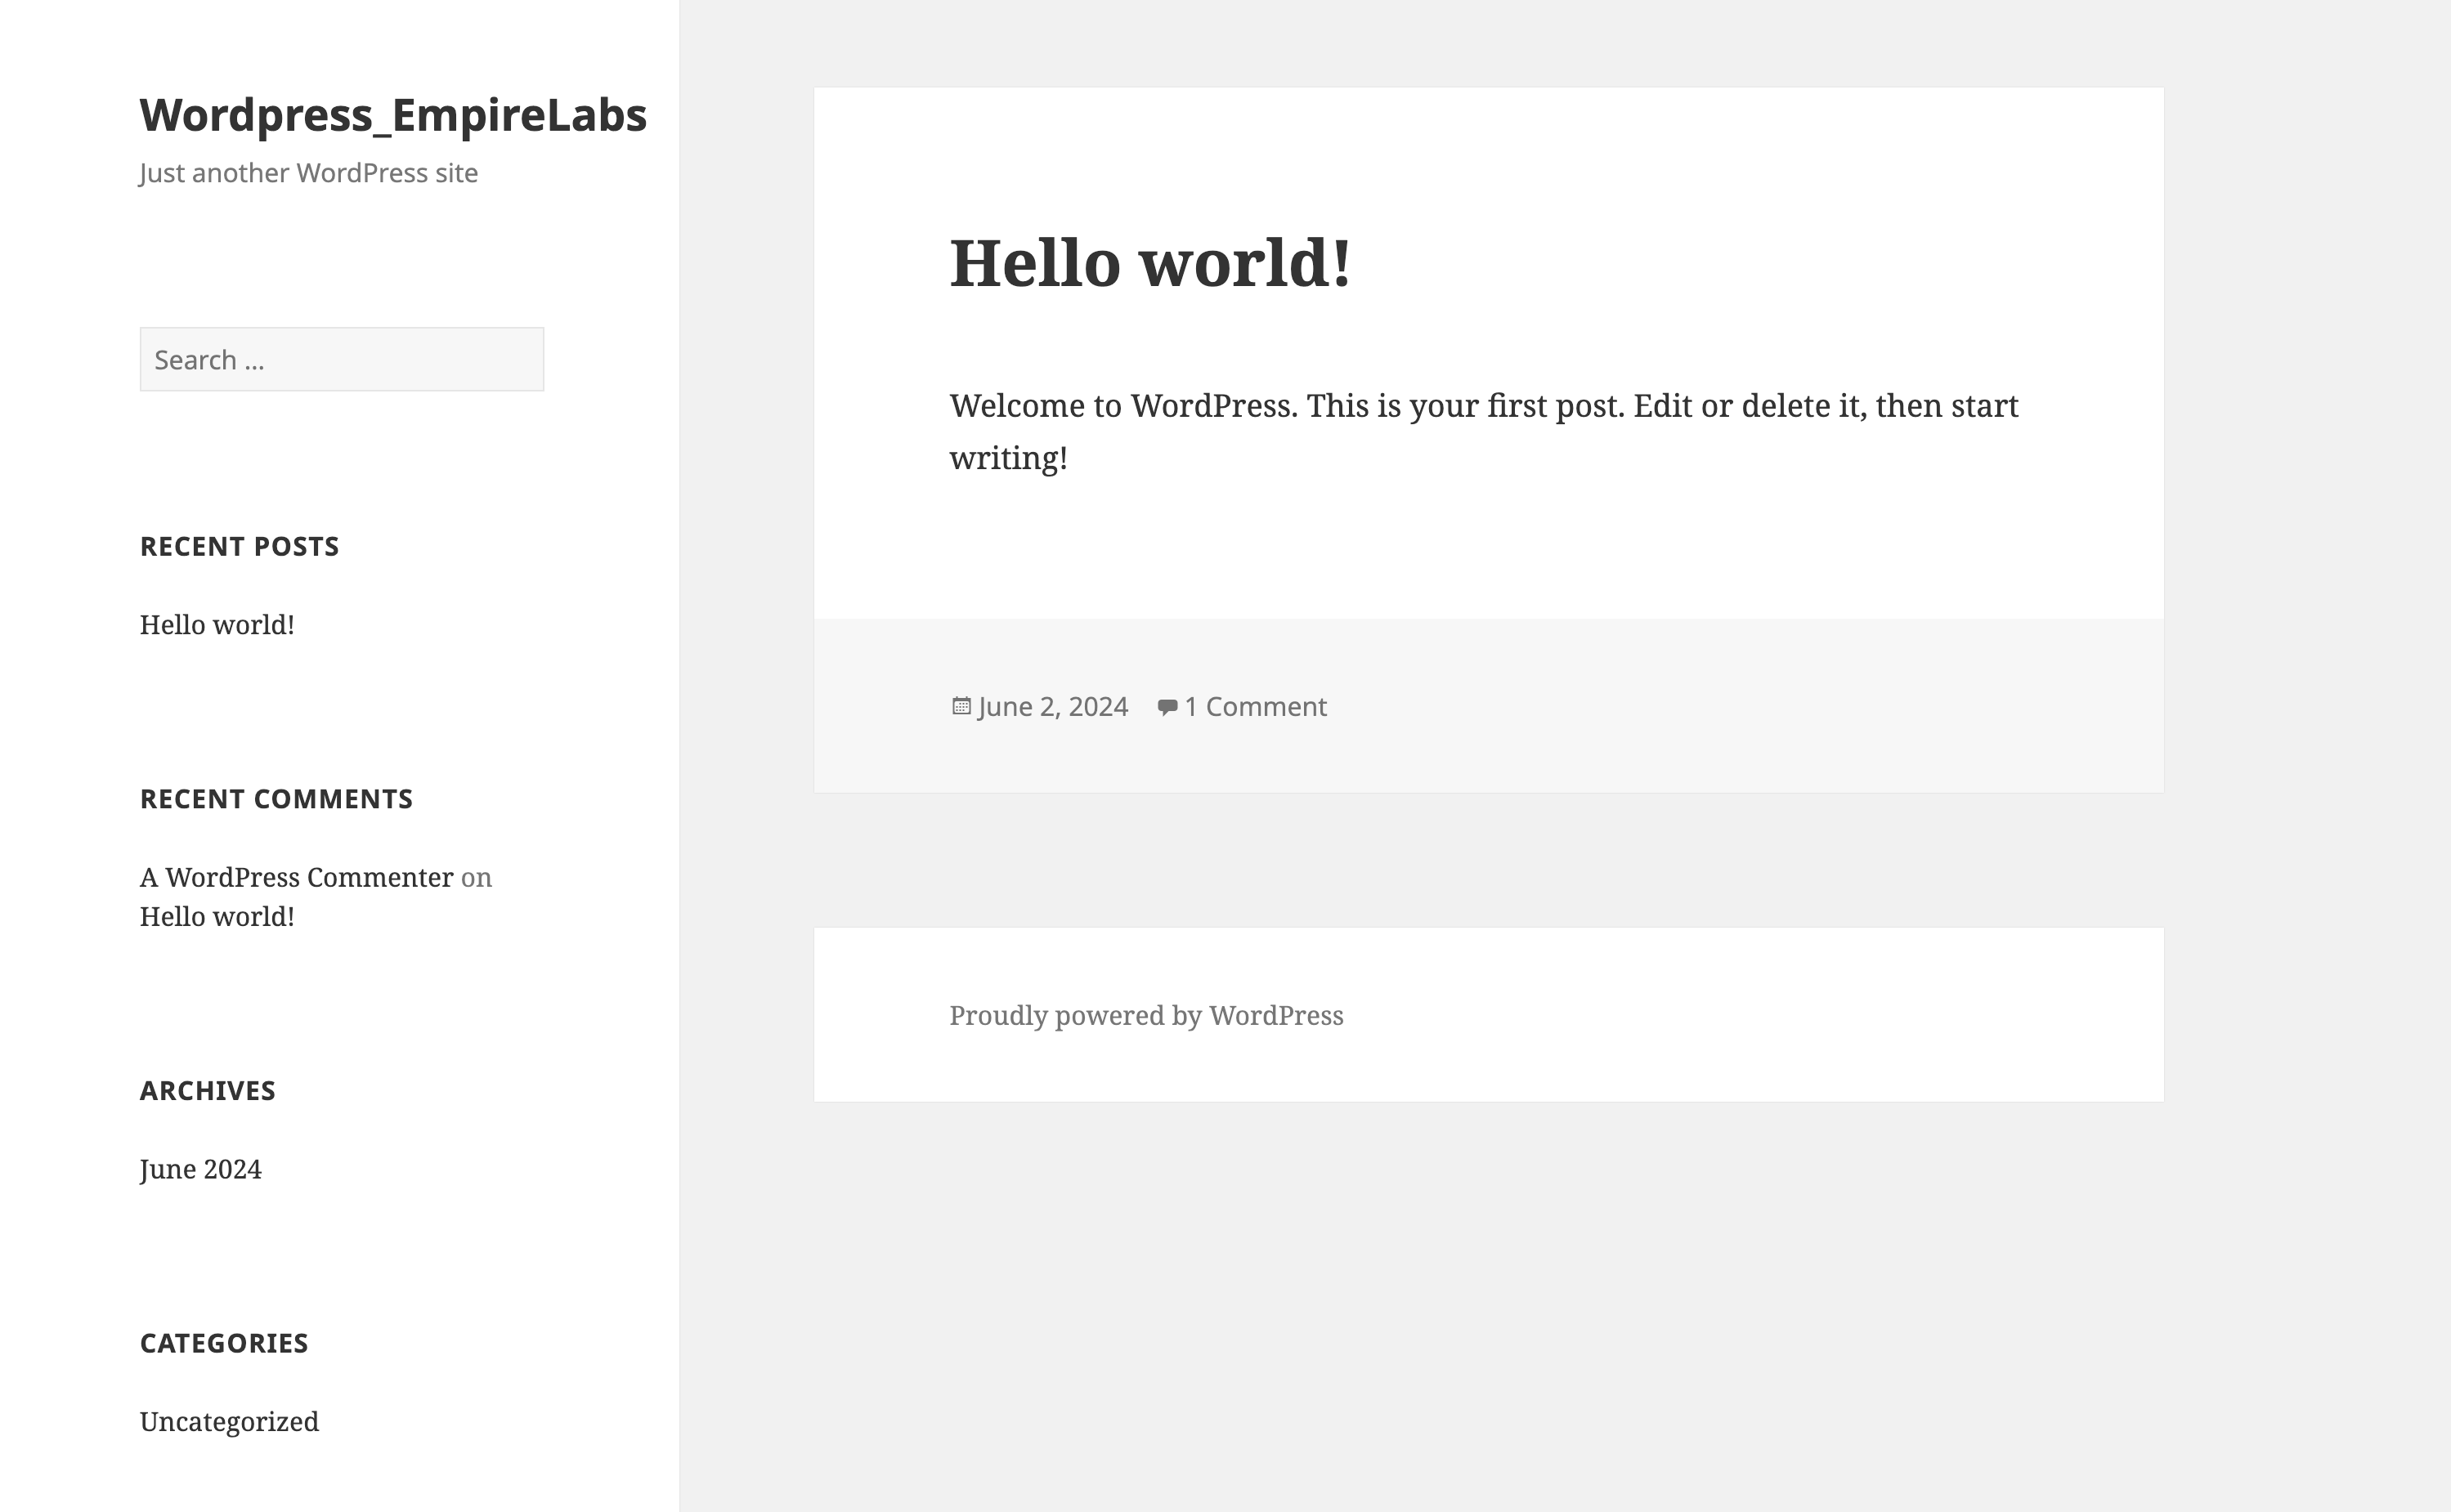 Wordpress_EmpireLabs
Just another WordPress site
Search ...
RECENT POSTS
Hello world!
RECENT COMMENTS
A WordPress Commenter on
Hello world!
ARCHIVES
June 2024
CATEGORIES
Uncategorized
Hello world!
Welcome to WordPress. This is your first post. Edit or delete it, then start
writing!
June 2, 2024 1 Comment
Proudly powered by WordPress